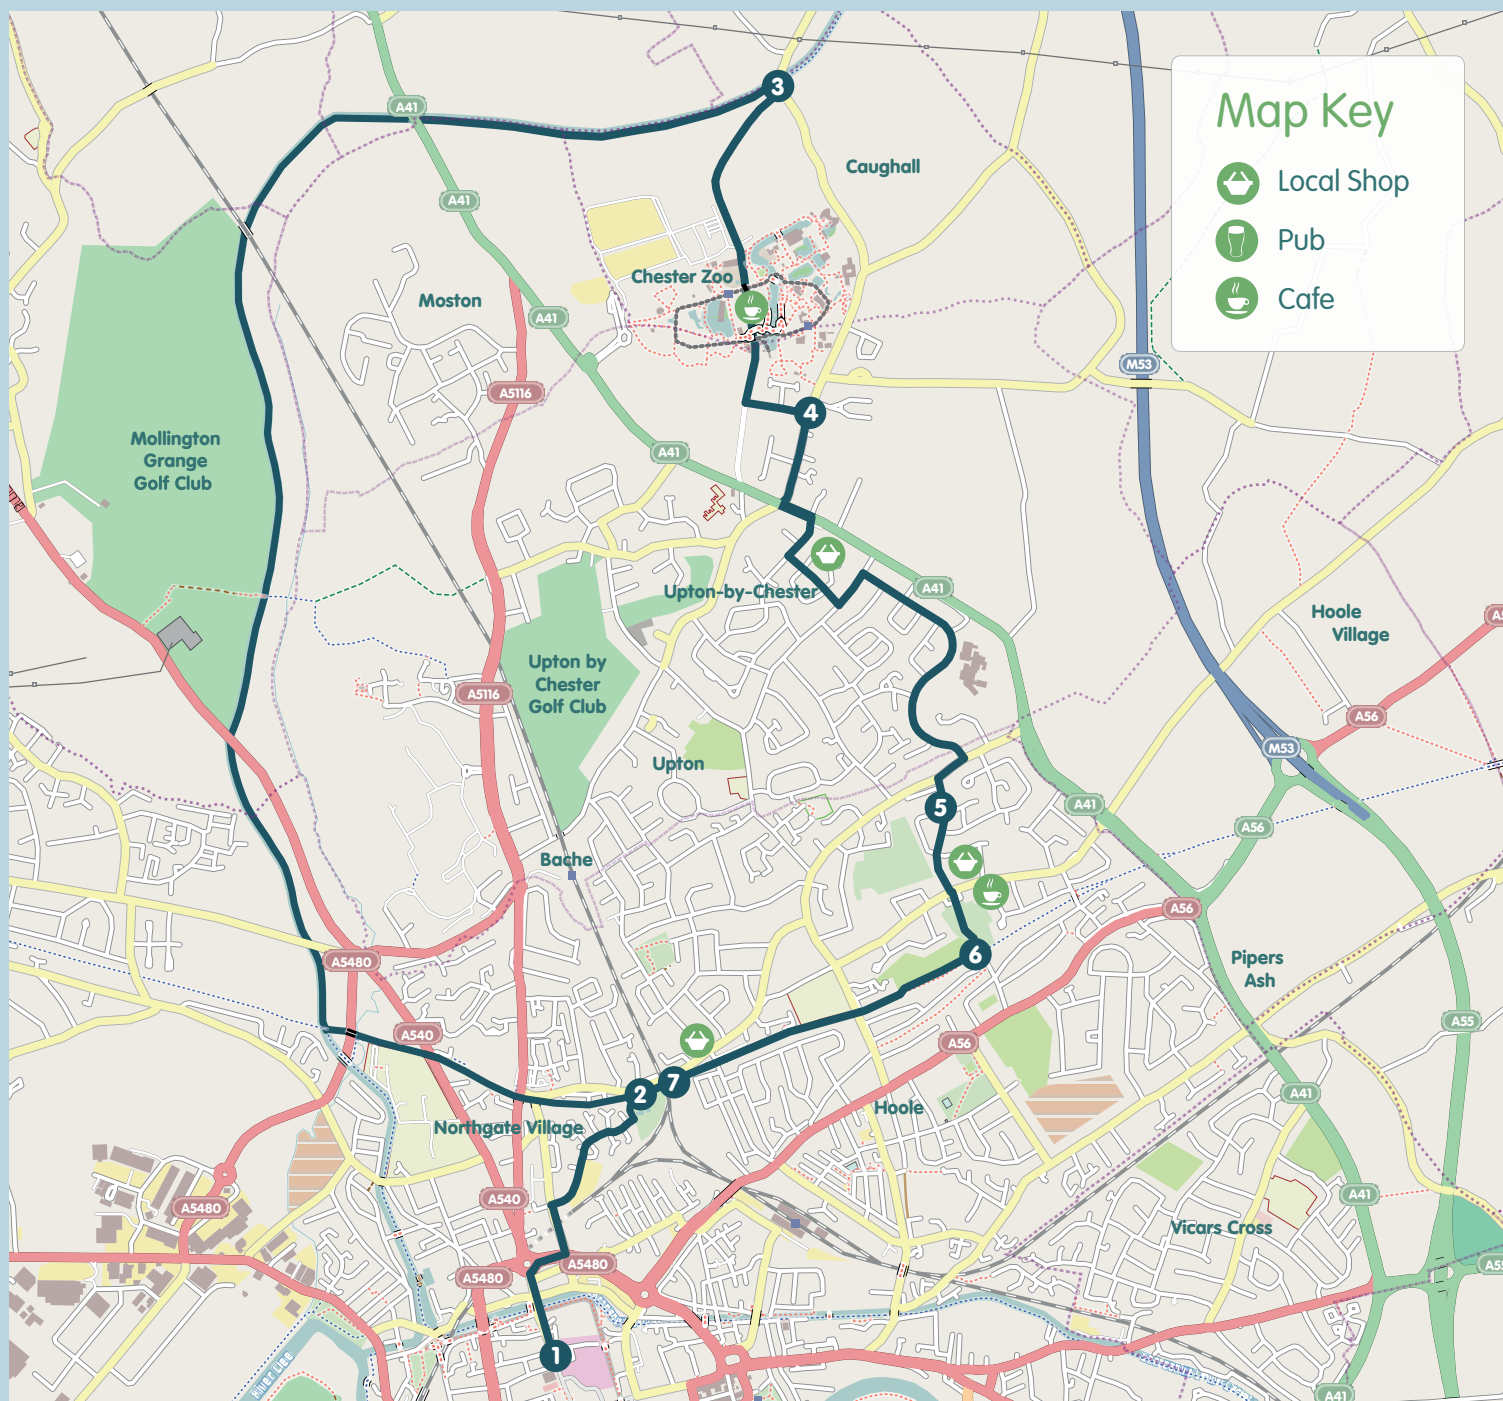 Map Key
Local Shop
Pub
Cafe
3
A41
Caughall
A41
Chester Zoo
Moston
A41
M53
A5116
4
Mollington
Grange
Golf Club
A41
Upton-by-Chester
A41
Hoole
Village
Upton by
Chester
Golf Club
A5116
A56
M53
Upton
5
A41
A56
Bache
A56
6
A5480
Pipers
Ash
A540
A56
A55
2
7
A41
Hoole
Northgate Village
A540
A5480
A41
Vicars Cross
A5480
A5480
1
River Dee
A41